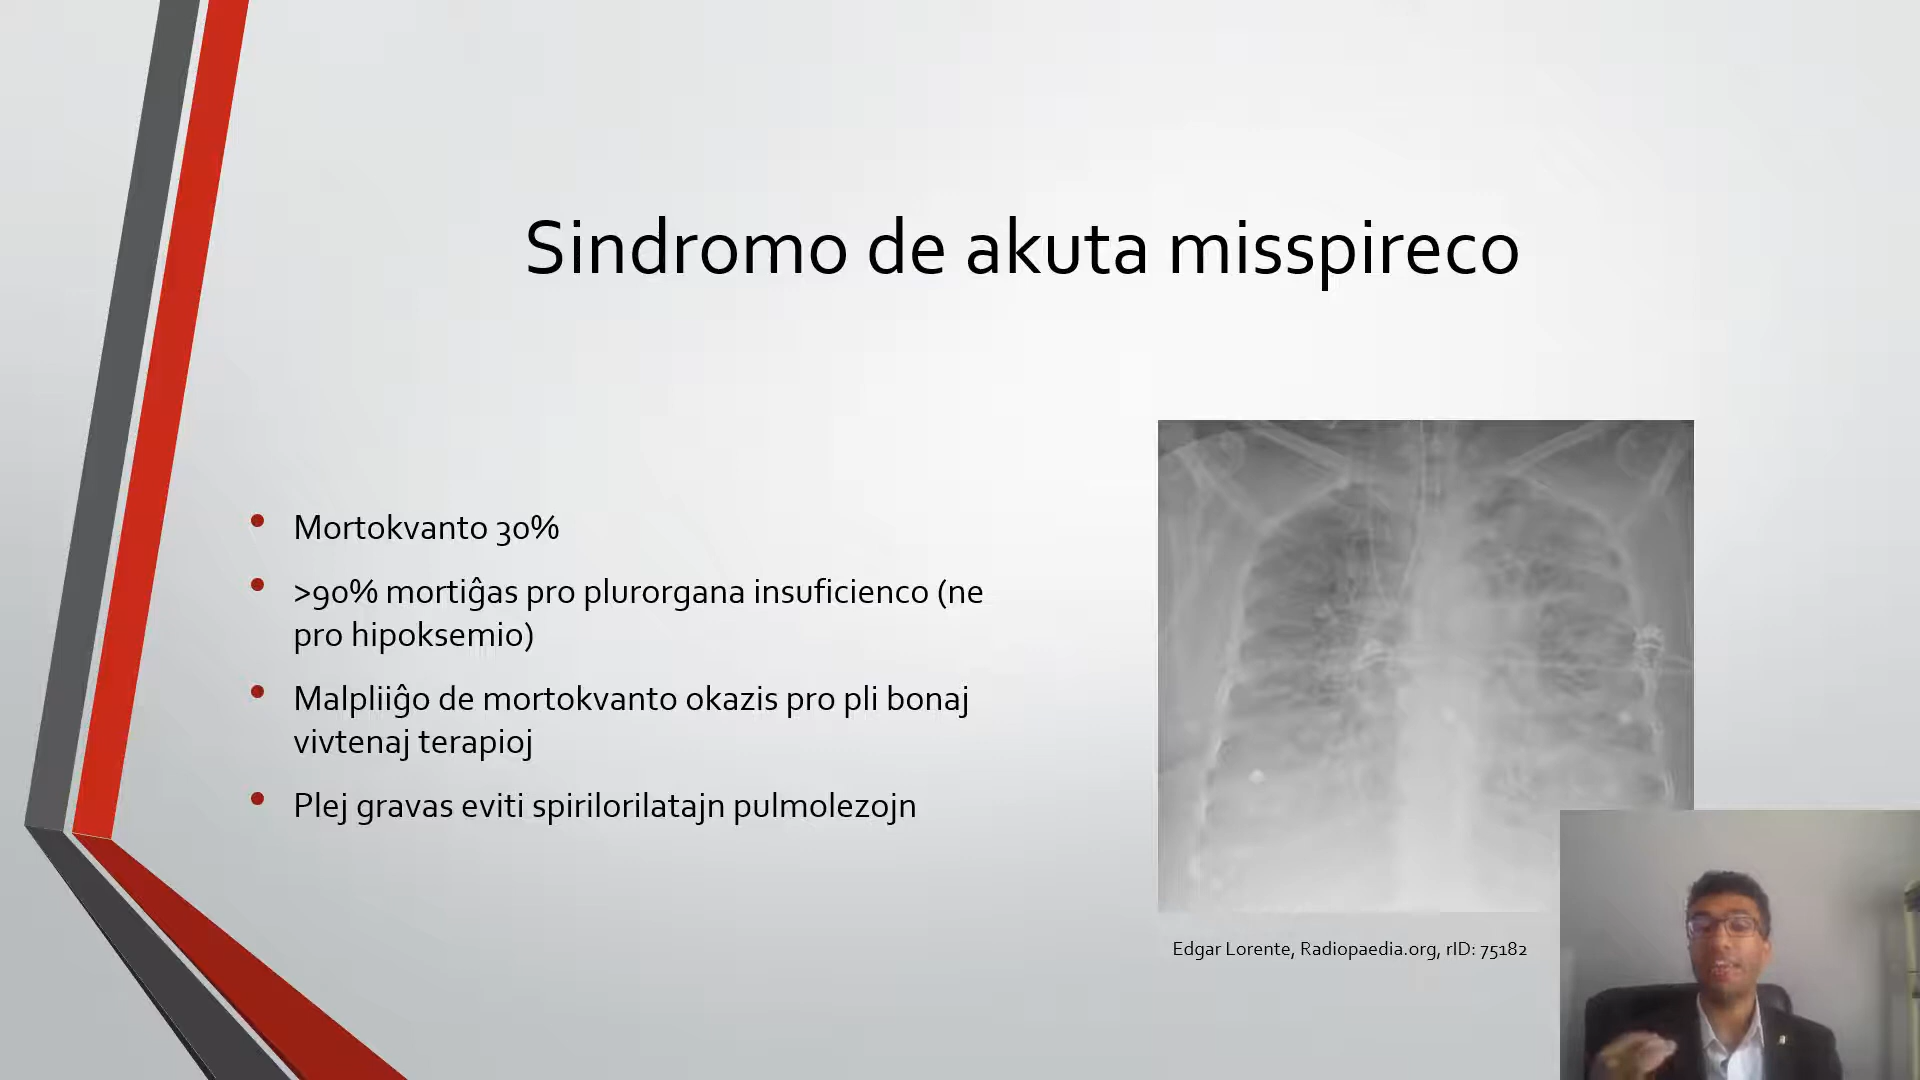 Sindromo de akuta misspireco
Mortokvanto 30%
>90% mortiĝas pro plurorgana insuficienco (ne
pro hipoksemio)
Malpliiĝo de mortokvanto okazis pro pli bonaj
vivtenaj terapioj
Plej gravas eviti spirilorilatajn pulmolezojn
Edgar Lorente, Radiopaedia.org, rID: 75182